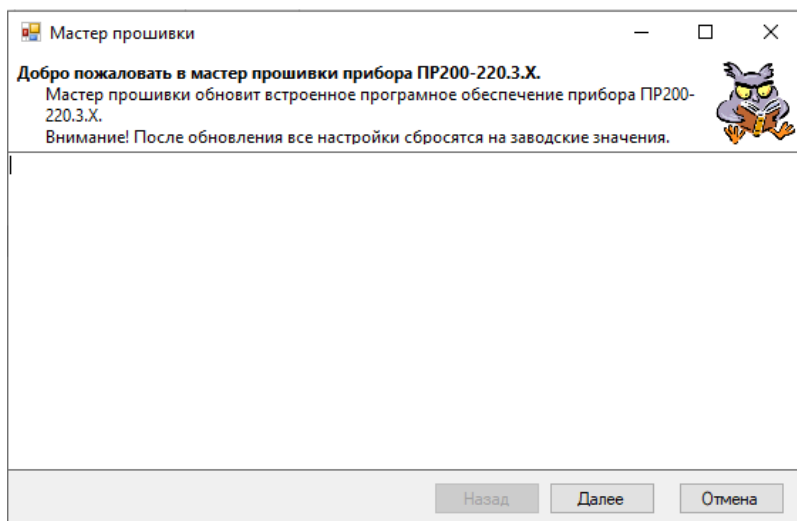 Мастер прошивки
Добро пожаловать в мастер прошивки прибора ПР200-220.3.X.
Мастер прошивки обновит встроенное програмное обеспечение прибора ПР200-
220.3.X.
Внимание! После обновления все настройки сбросятся на заводские значения.
Назад Далее Отмена